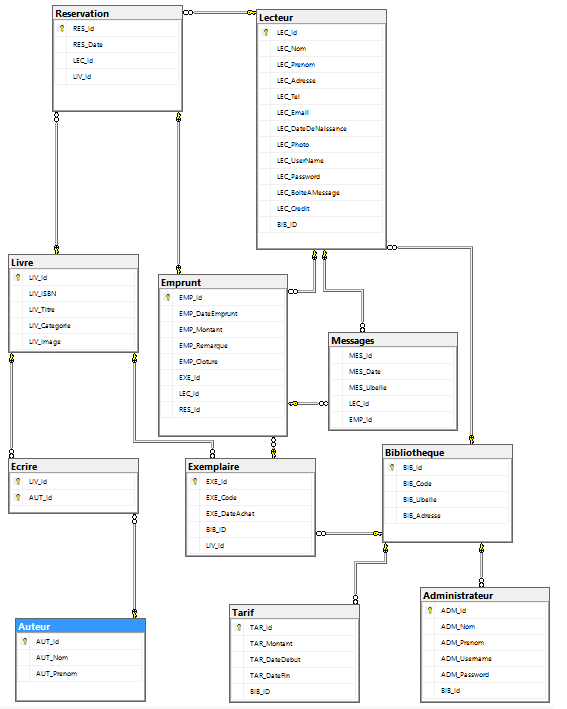 Reservation
RES_Id
RES_Date
LEC_Id
LIV_Id
Lecteur
LEC_Id
LEC_Nom
LEC_Prenom
LEC_Adresse
LEC_Tel
LEC_Email
LEC_DateDeNaissance
LEC_Photo
LEC_UserName
LEC_Password
LEC_BoiteAMessage
LEC_Credit
BIB_ID
Livre
LIV_Id
LIV_ISBN
LIV_Titre
LIV_Categorie
LIV_Image
Emprunt
EMP_Id
EMP_DateEmprunt
EMP_Montant
EMP_Remarque
EMP_Cloture
EXE_Id
LEC_Id
RES_Id
Messages
MES_Id
MES_Date
MES_Libelle
LEC_Id
EMP_Id
Ecrire
LIV_Id
AUT_Id
Exemplaire
EXE_Id
EXE_Code
EXE_DateAchat
BIB_ID
LIV_Id
Bibliotheque
BIB_Id
BIB_Code
BIB_Libelle
BIB_Adresse
Auteur
AUT_Id
AUT_Nom
AUT_Prenom
Tarif
TAR_Id
TAR_Montant
TAR_DateDebut
TAR_DateFin
BIB_ID
Administrateur
ADM_Id
ADM_Nom
ADM_Prenom
ADM_Username
ADM_Password
BIB_Id